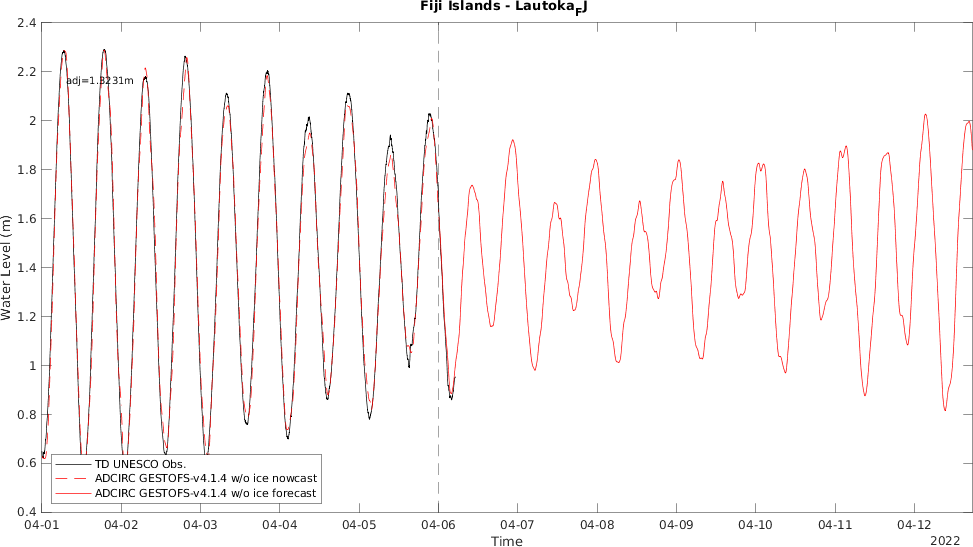 Fiji Islands - Lautoka_FJ
2.4
2.2
adj=1.3231m
2
1.8
1.6
1.4
1.2
1
0.8
0.6
0.4
Water Level (m)
TD UNESCO Obs.
ADCIRC GESTOFS-v4.1.4 w/o ice nowcast
ADCIRC GESTOFS-v4.1.4 w/o ice forecast
04-01 04-02 04-03 04-04 04-05 04-06 04-07 04-08 04-09 04-10 04-11 04-12
Time
2022